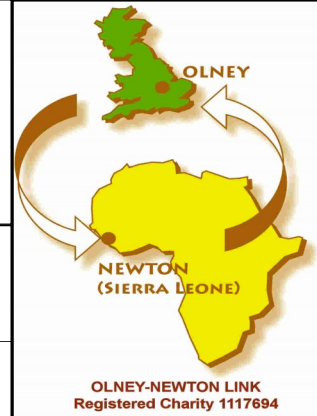 OLNEY
NEWTON
(SIERRA LEONE)
OLNEY-NEWTON LINK
Registered Charity 1117694